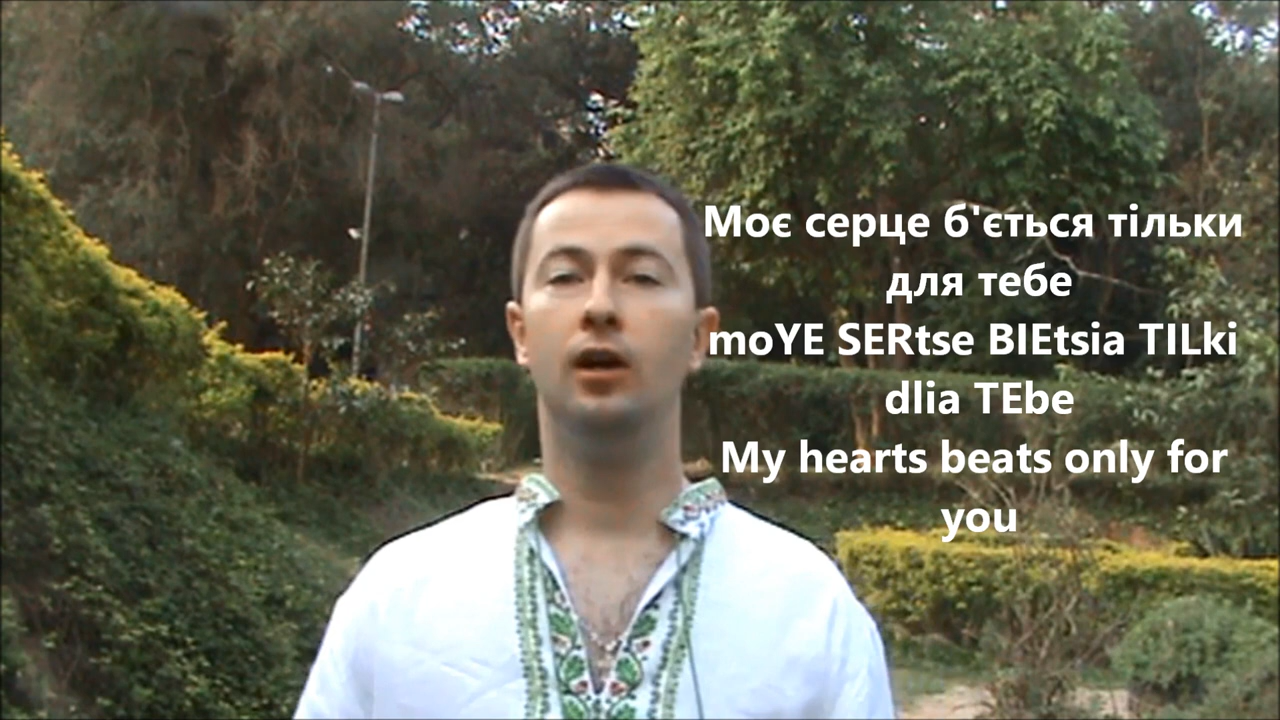 Моє серце б'ється тільки
для тебе
moYE SERtse BIEtsia TILki
dlia TEbe
My hearts beats only for
you